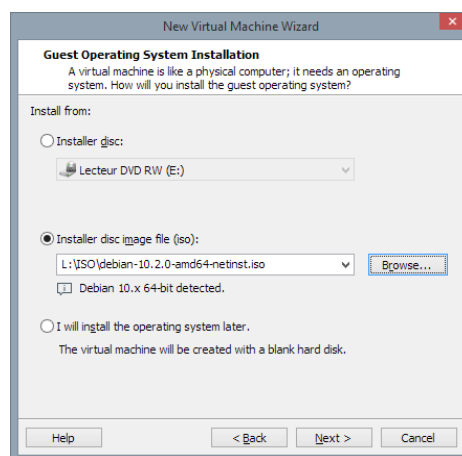 New Virtual Machine Wizard
Guest Operating System Installation
A virtual machine is like a physical computer; it needs an operating
system. How will you install the guest operating system?
Install from:
Installer disc:
Lecteur DVD RW (E:)
Installer disc image file (iso):
L:\ISO\debian-10.2.0-amd64-netinst.iso
Browse...
Debian 10.x 64-bit detected.
I will install the operating system later.
The virtual machine will be created with a blank hard disk.
Help
< Back
Next >
Cancel